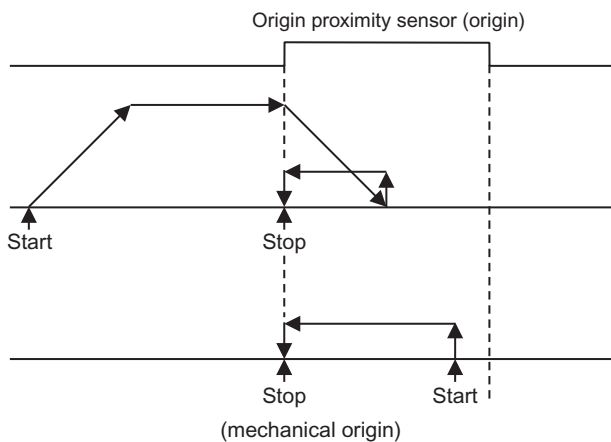 Origin proximity sensor (origin)
Start
Stop
Stop
Start
(mechanical origin)